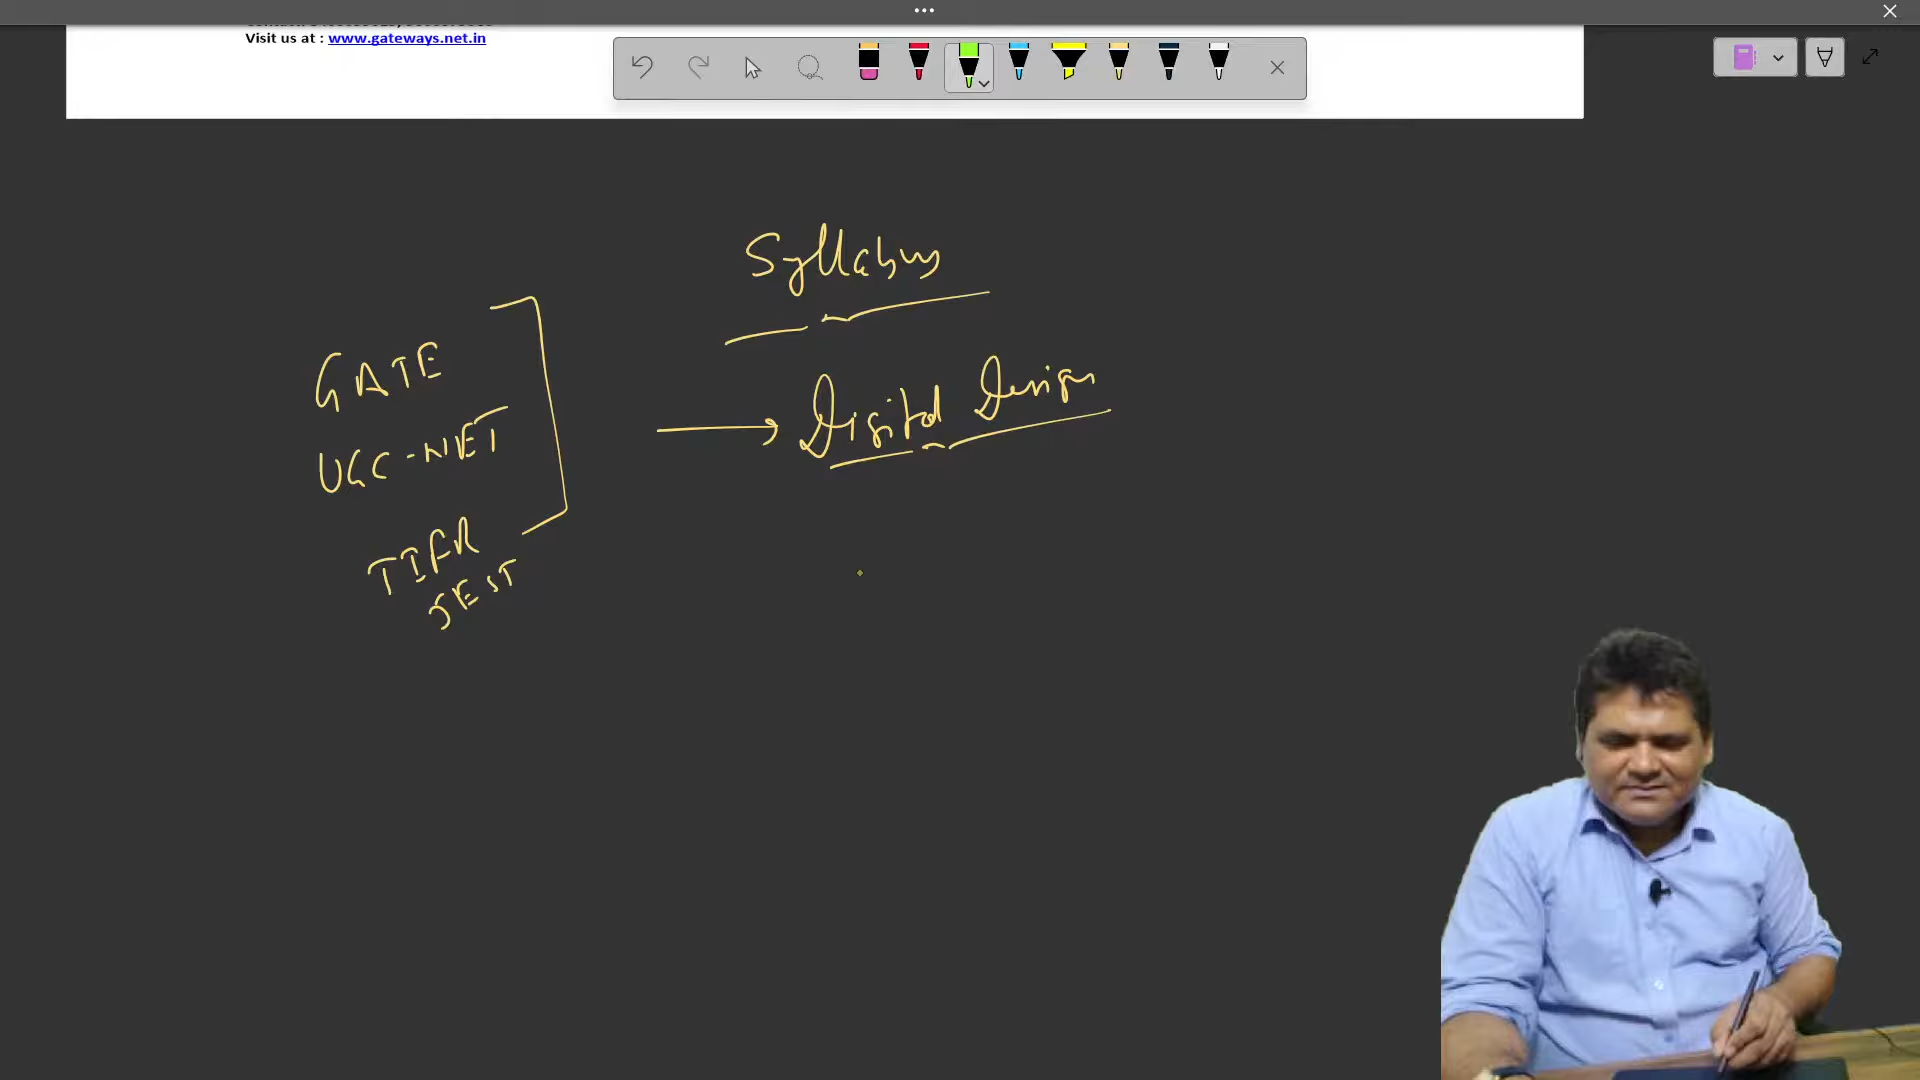 Visit us at : www.gateways.net.in
Syllabus
GATE
UGC-NET
TIFR
JEST
Digital Design